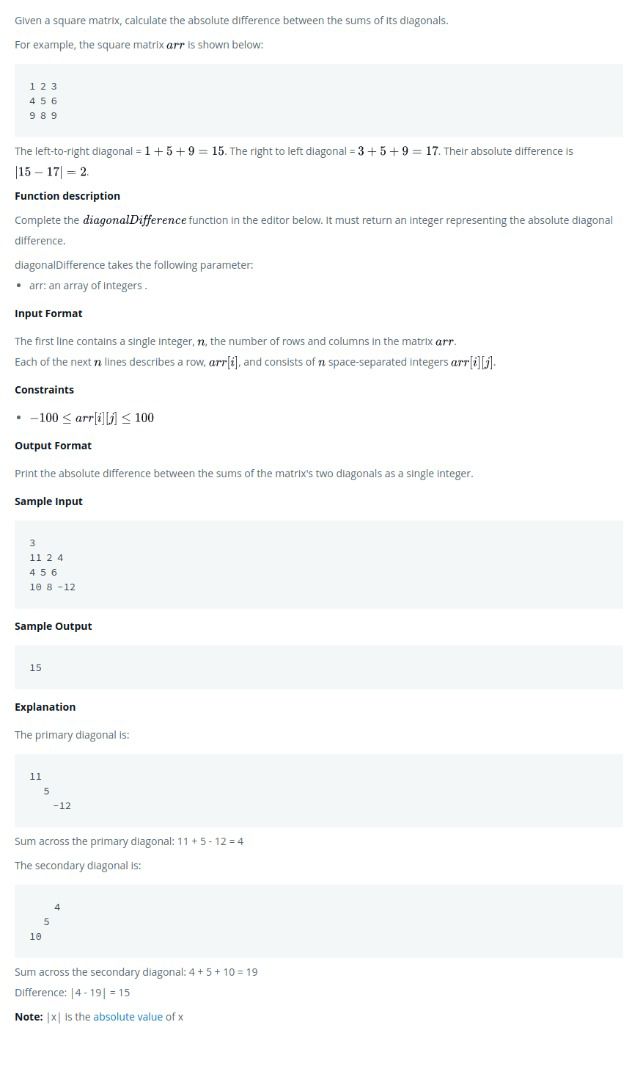 Given a square matrix, calculate the absolute difference between the sums of its diagonals.
For example, the square matrix arr is shown below:
1 2 3
4 5 6
9 8 9
The left-to-right diagonal = 1 + 5 + 9 = 15. The right to left diagonal = 3 + 5 + 9 = 17. Their absolute difference is
|15 − 17| = 2.
Function description
Complete the diagonalDifference function in the editor below. It must return an integer representing the absolute diagonal
difference.
diagonalDifference takes the following parameter:
• arr: an array of integers .
Input Format
The first line contains a single integer, n, the number of rows and columns in the matrix arr.
Each of the next n lines describes a row, arr[i], and consists of n space-separated integers arr[i][j].
Constraints
• −100 ≤ arr[i][j] ≤ 100
Output Format
Print the absolute difference between the sums of the matrix's two diagonals as a single integer.
Sample Input
3
11 2 4
4 5 6
10 8 -12
Sample Output
15
Explanation
The primary diagonal is:
11
5
-12
Sum across the primary diagonal: 11 + 5 - 12 = 4
The secondary diagonal is:
4
5
10
Sum across the secondary diagonal: 4 + 5 + 10 = 19
Difference: |4 - 19| = 15
Note: |x| is the absolute value of x